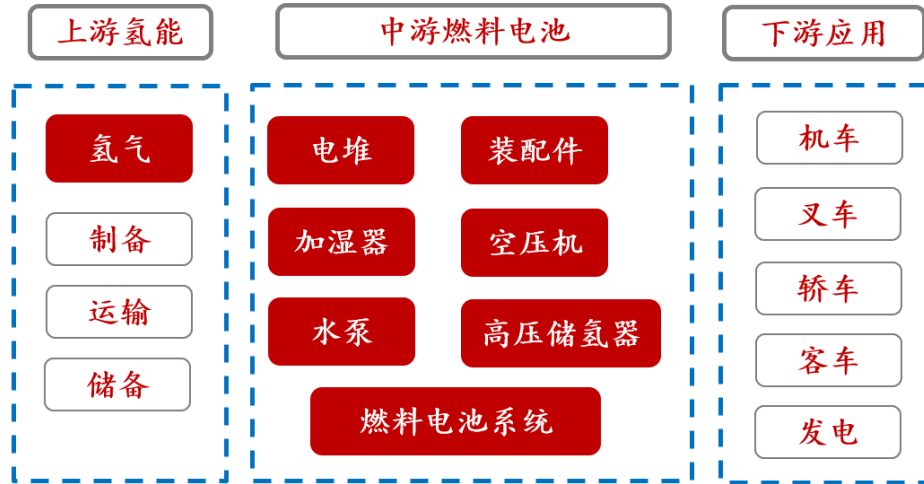 上游氢能
中游燃料电池
下游应用
氢气
制备
运输
储备
电堆
装配件
加湿器
空压机
水泵
高压储氢器
燃料电池系统
机车
叉车
轿车
客车
发电